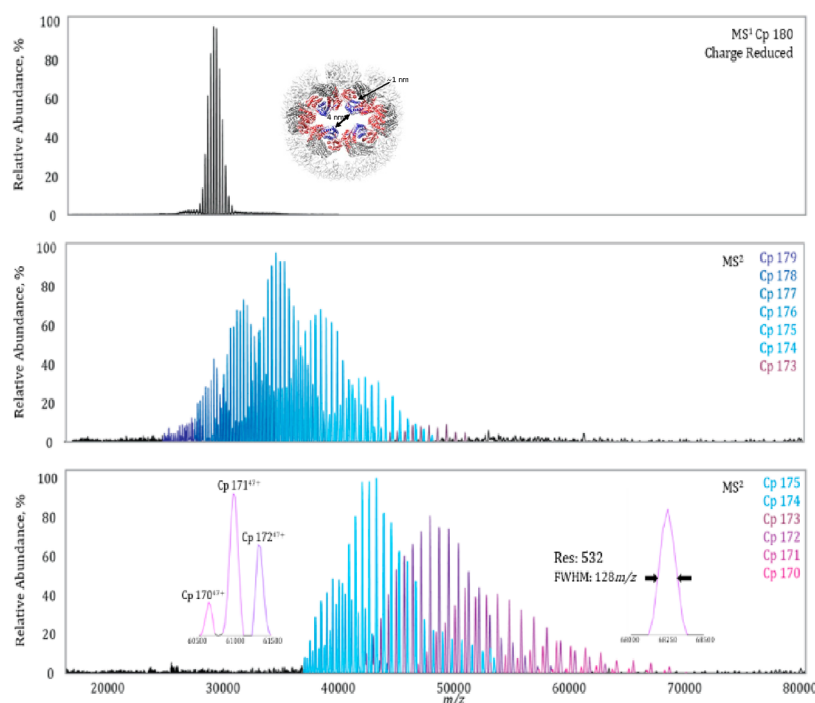 MS¹ Cp 180
Charge Reduced
Relative Abundance, %
100
80
60
40
20
0
~1 nm
4 nm
MS²
Cp 179
Cp 178
Cp 177
Cp 176
Cp 175
Cp 174
Cp 173
Relative Abundance, %
100
80
60
40
20
0
MS²
Cp 175
Cp 174
Cp 173
Cp 172
Cp 171
Cp 170
Relative Abundance, %
100
80
60
40
20
0
Cp 171⁴⁷⁺
Cp 172⁴⁷⁺
Cp 170⁴⁷⁺
60500 61000 61500
Res: 532
FWHM: 128m/z
68000 68250 68500
20000 30000 40000 50000 60000 70000 80000
m/z